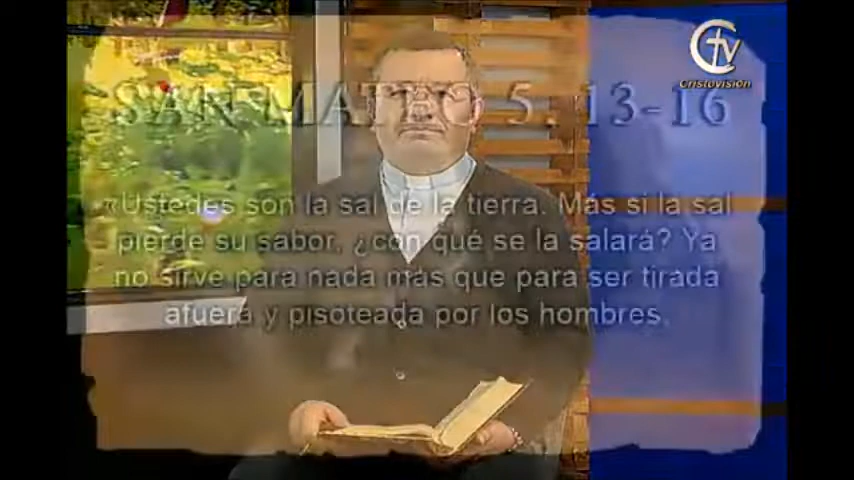 CTV
Cristovisión
SAN MATEO 5, 13-16
«Ustedes son la sal de la tierra. Más si la sal
pierde su sabor, ¿con qué se la salará? Ya
no sirve para nada más que para ser tirada
afuera y pisoteada por los hombres.